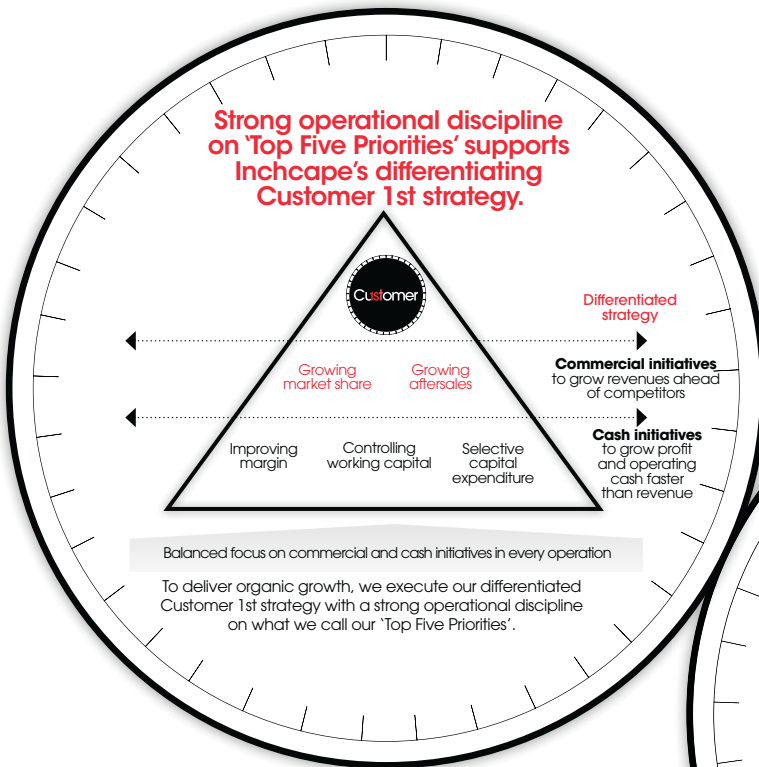 Strong operational discipline
on ‘Top Five Priorities’ supports
Inchcape’s differentiating
Customer 1st strategy.
Customer
Differentiated
strategy
Growing
market share
Growing
aftersales
Commercial initiatives
to grow revenues ahead
of competitors
Improving
margin
Controlling
working capital
Selective
capital
expenditure
Cash initiatives
to grow profit
and operating
cash faster
than revenue
Balanced focus on commercial and cash initiatives in every operation
To deliver organic growth, we execute our differentiated
Customer 1st strategy with a strong operational discipline
on what we call our ‘Top Five Priorities’.